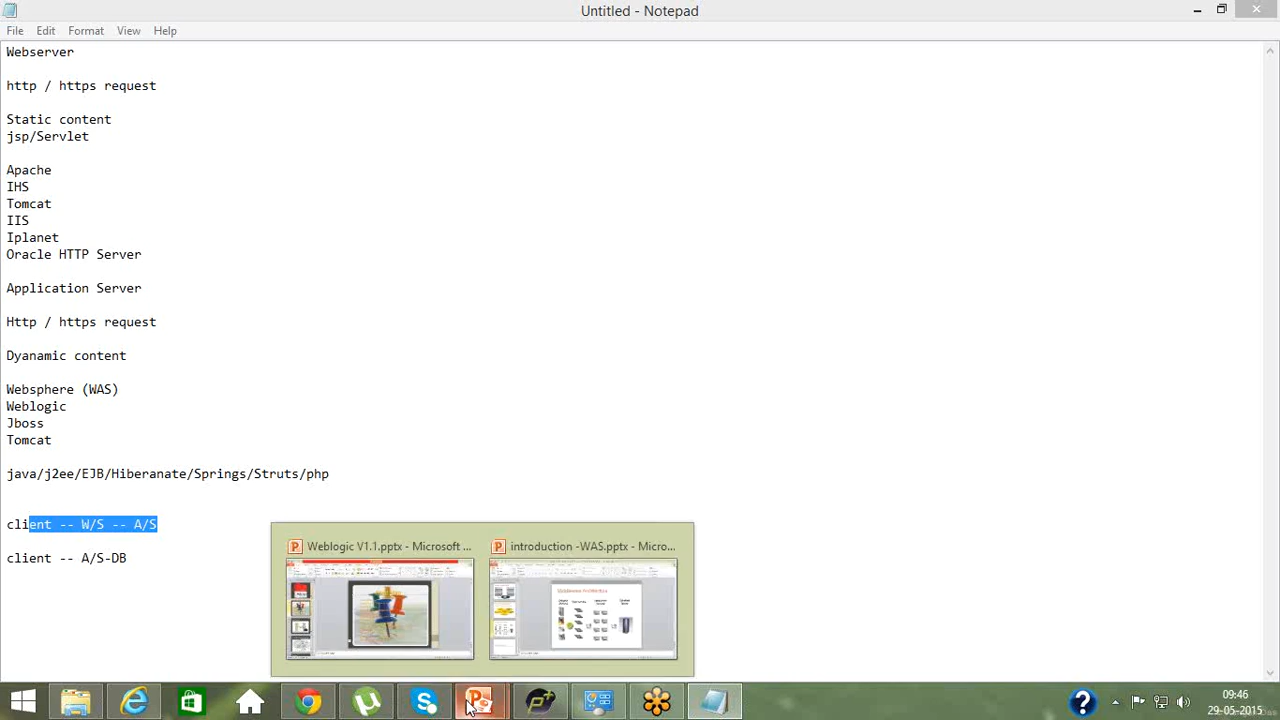 Untitled - Notepad
File Edit Format View Help
Webserver
http / https request
Static content
jsp/Servlet
Apache
IHS
Tomcat
IIS
Iplanet
Oracle HTTP Server
Application Server
Http / https request
Dyanamic content
Websphere (WAS)
Weblogic
Jboss
Tomcat
java/j2ee/EJB/Hiberanate/Springs/Struts/php
client -- W/S -- A/S
client -- A/S-DB
Weblogic V1.1.pptx - Microsoft ...
introduction -WAS.pptx - Micro...
09:46
29-05-2015